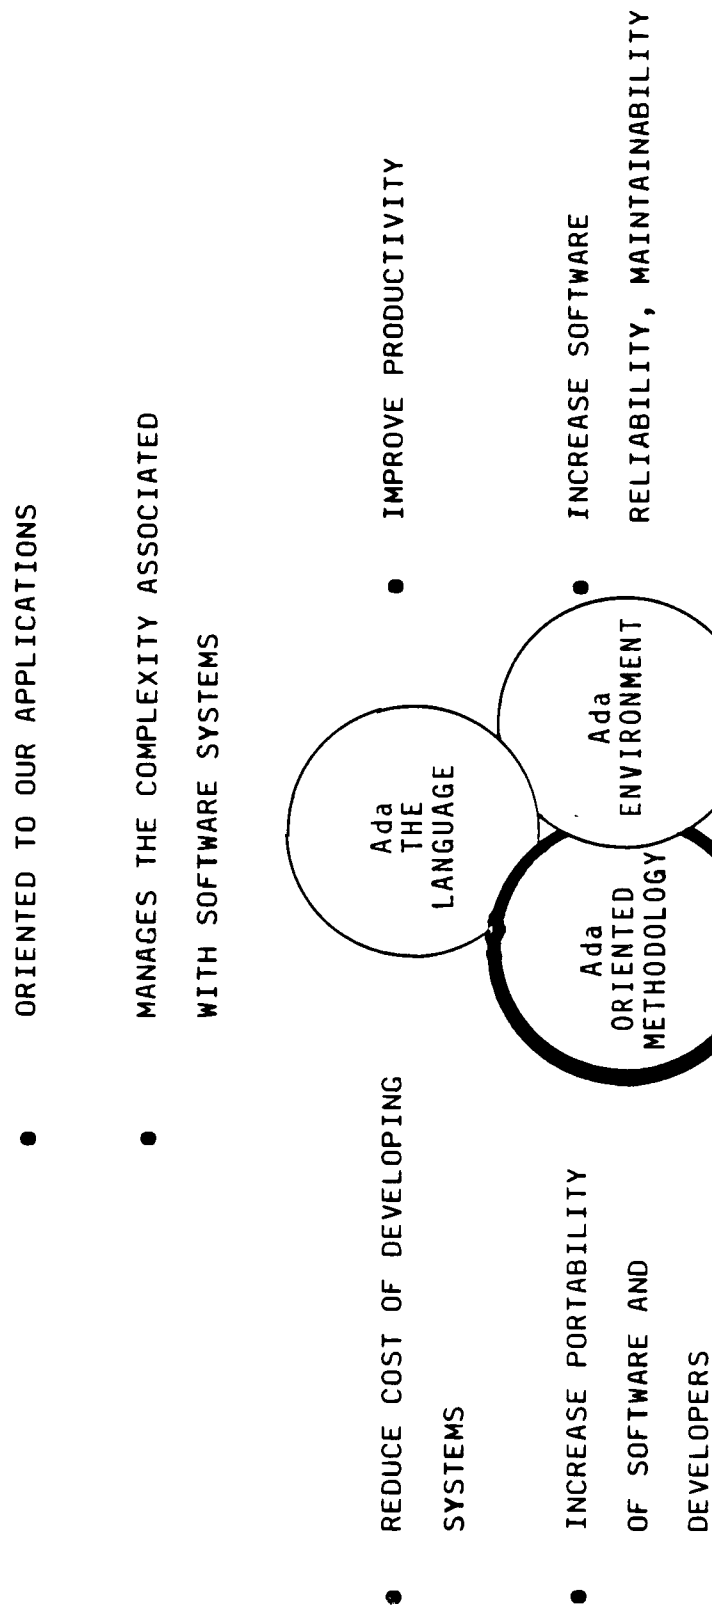 ● ORIENTED TO OUR APPLICATIONS
● MANAGES THE COMPLEXITY ASSOCIATED
WITH SOFTWARE SYSTEMS
● REDUCE COST OF DEVELOPING
SYSTEMS
● INCREASE PORTABILITY
OF SOFTWARE AND
DEVELOPERS
Ada
THE
LANGUAGE
Ada
ORIENTED
METHODOLOGY
Ada
ENVIRONMENT
● IMPROVE PRODUCTIVITY
● INCREASE SOFTWARE
RELIABILITY, MAINTAINABILITY